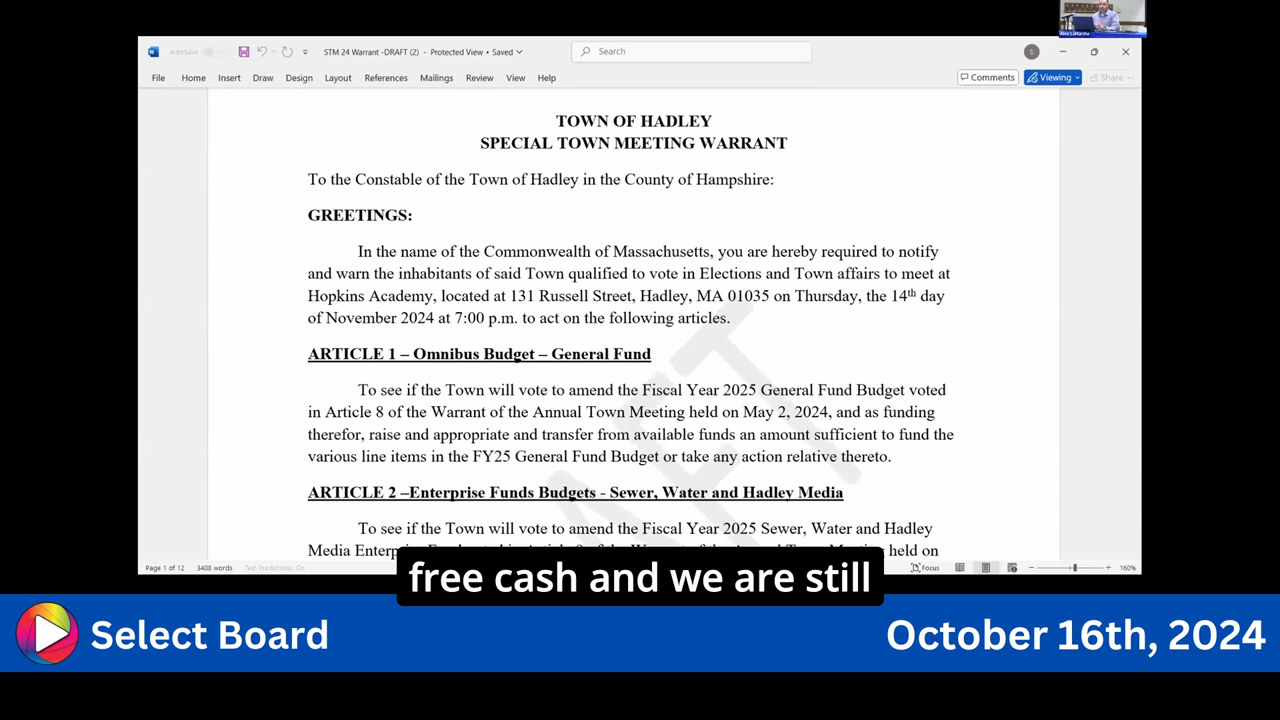 AutoSave
STM 24 Warrant -DRAFT (2) • Protected View • Saved
Search
S
File Home Insert Draw Design Layout References Mailings Review View Help
Comments Viewing Share
TOWN OF HADLEY
SPECIAL TOWN MEETING WARRANT
To the Constable of the Town of Hadley in the County of Hampshire:
GREETINGS:
In the name of the Commonwealth of Massachusetts, you are hereby required to notify
and warn the inhabitants of said Town qualified to vote in Elections and Town affairs to meet at
Hopkins Academy, located at 131 Russell Street, Hadley, MA 01035 on Thursday, the 14th day
of November 2024 at 7:00 p.m. to act on the following articles.
ARTICLE 1 – Omnibus Budget – General Fund
To see if the Town will vote to amend the Fiscal Year 2025 General Fund Budget voted
in Article 8 of the Warrant of the Annual Town Meeting held on May 2, 2024, and as funding
therefor, raise and appropriate and transfer from available funds an amount sufficient to fund the
various line items in the FY25 General Fund Budget or take any action relative thereto.
ARTICLE 2 –Enterprise Funds Budgets - Sewer, Water and Hadley Media
To see if the Town will vote to amend the Fiscal Year 2025 Sewer, Water and Hadley
Media held on
Page 1 of 12 3408 words Text Predictions: On Focus 160%
free cash and we are still
Select Board October 16th, 2024